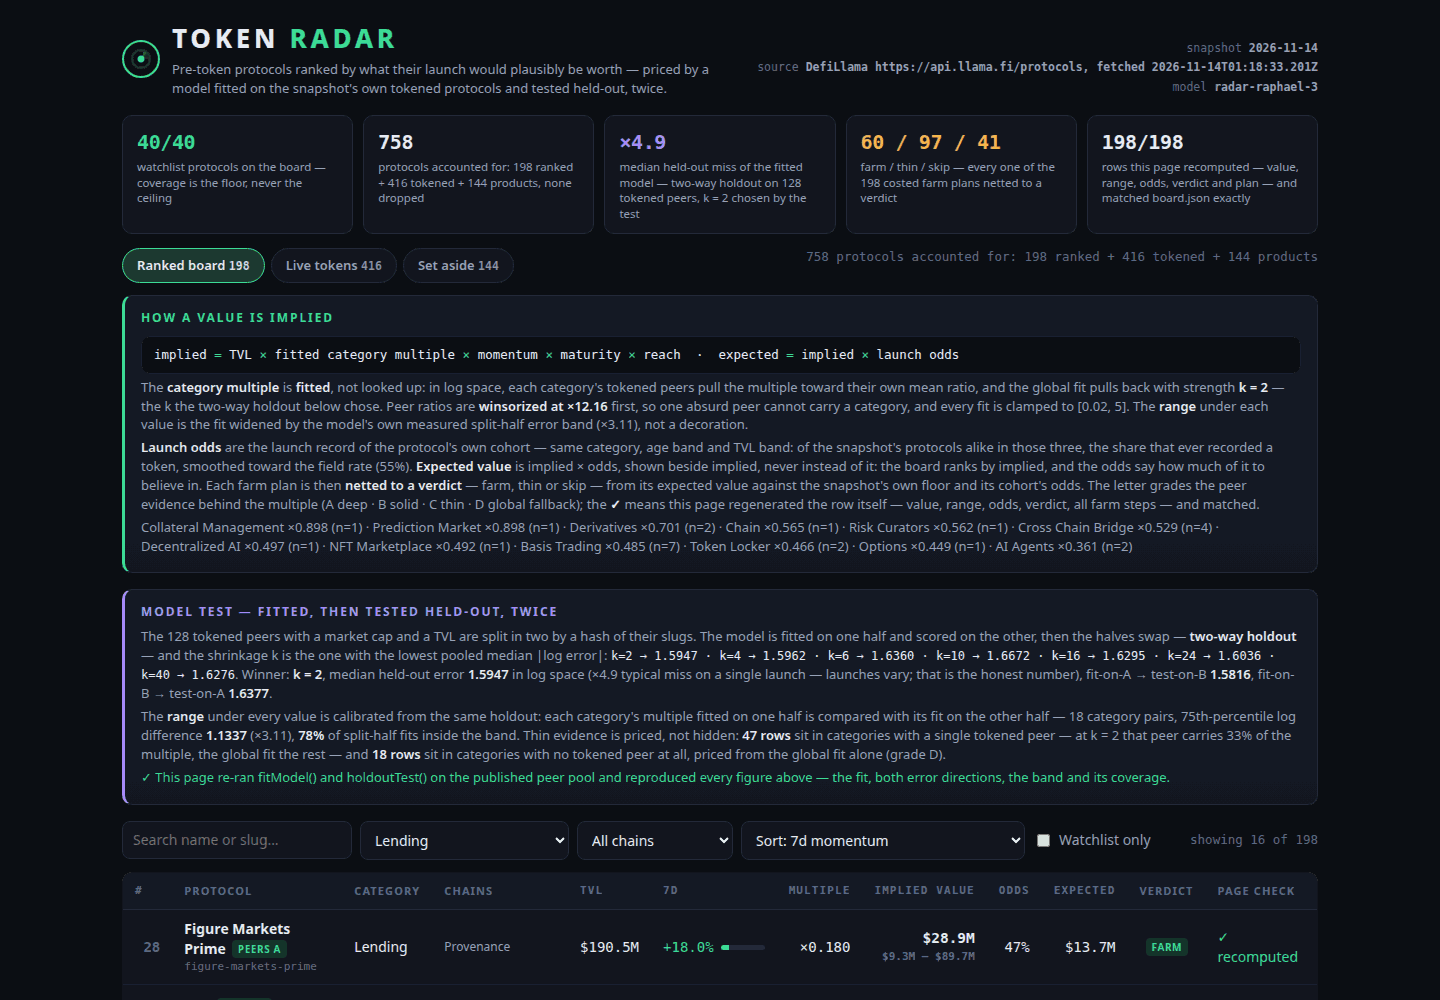 TOKEN RADAR
Pre-token protocols ranked by what their launch would plausibly be worth — priced by a
model fitted on the snapshot's own tokened protocols and tested held-out, twice.
snapshot 2026-11-14
source DefiLlama https://api.llama.fi/protocols, fetched 2026-11-14T01:18:33.201Z
model radar-raphael-3
40/40
watchlist protocols on the board —
coverage is the floor, never the
ceiling
758
protocols accounted for: 198 ranked
+ 416 tokened + 144 products, none
dropped
×4.9
median held-out miss of the fitted
model — two-way holdout on 128
tokened peers, k = 2 chosen by the
test
60 / 97 / 41
farm / thin / skip — every one of the
198 costed farm plans netted to a
verdict
198/198
rows this page recomputed — value,
range, odds, verdict and plan — and
matched board.json exactly
Ranked board 198
Live tokens 416
Set aside 144
758 protocols accounted for: 198 ranked + 416 tokened + 144 products
HOW A VALUE IS IMPLIED
implied = TVL × fitted category multiple × momentum × maturity × reach · expected = implied × launch odds
The category multiple is fitted, not looked up: in log space, each category's tokened peers pull the multiple toward their own mean ratio, and the global fit pulls back with strength k = 2 —
the k the two-way holdout below chose. Peer ratios are winsorized at ×12.16 first, so one absurd peer cannot carry a category, and every fit is clamped to [0.02, 5]. The range under each
value is the fit widened by the model's own measured split-half error band (×3.11), not a decoration.
Launch odds are the launch record of the protocol's own cohort — same category, age band and TVL band: of the snapshot's protocols alike in those three, the share that ever recorded a
token, smoothed toward the field rate (55%). Expected value is implied × odds, shown beside implied, never instead of it: the board ranks by implied, and the odds say how much of it to
believe in. Each farm plan is then netted to a verdict — farm, thin or skip — from its expected value against the snapshot's own floor and its cohort's odds. The letter grades the peer
evidence behind the multiple (A deep · B solid · C thin · D global fallback); the ✓ means this page regenerated the row itself — value, range, odds, verdict, all farm steps — and matched.
Collateral Management ×0.898 (n=1) · Prediction Market ×0.898 (n=1) · Derivatives ×0.701 (n=2) · Chain ×0.565 (n=1) · Risk Curators ×0.562 (n=1) · Cross Chain Bridge ×0.529 (n=4) ·
Decentralized AI ×0.497 (n=1) · NFT Marketplace ×0.492 (n=1) · Basis Trading ×0.485 (n=7) · Token Locker ×0.466 (n=2) · Options ×0.449 (n=1) · AI Agents ×0.361 (n=2)
MODEL TEST — FITTED, THEN TESTED HELD-OUT, TWICE
The 128 tokened peers with a market cap and a TVL are split in two by a hash of their slugs. The model is fitted on one half and scored on the other, then the halves swap — two-way holdout
— and the shrinkage k is the one with the lowest pooled median |log error|: k=2 → 1.5947 · k=4 → 1.5962 · k=6 → 1.6360 · k=10 → 1.6672 · k=16 → 1.6295 · k=24 → 1.6036 ·
k=40 → 1.6276. Winner: k = 2, median held-out error 1.5947 in log space (×4.9 typical miss on a single launch — launches vary; that is the honest number), fit-on-A → test-on-B 1.5816, fit-on-
B → test-on-A 1.6377.
The range under every value is calibrated from the same holdout: each category's multiple fitted on one half is compared with its fit on the other half — 18 category pairs, 75th-percentile log
difference 1.1337 (×3.11), 78% of split-half fits inside the band. Thin evidence is priced, not hidden: 47 rows sit in categories with a single tokened peer — at k = 2 that peer carries 33% of the
multiple, the global fit the rest — and 18 rows sit in categories with no tokened peer at all, priced from the global fit alone (grade D).
✓ This page re-ran fitModel() and holdoutTest() on the published peer pool and reproduced every figure above — the fit, both error directions, the band and its coverage.
Search name or slug...
Lending
All chains
Sort: 7d momentum
Watchlist only
showing 16 of 198
# PROTOCOL CATEGORY CHAINS TVL 7D MULTIPLE IMPLIED VALUE ODDS EXPECTED VERDICT PAGE CHECK
28
Figure Markets
Prime PEERS A
figure-markets-prime
Lending
Provenance
$190.5M
+18.0%
×0.180
$28.9M
$9.3M — $89.7M
47%
$13.7M
FARM
✓
recomputed